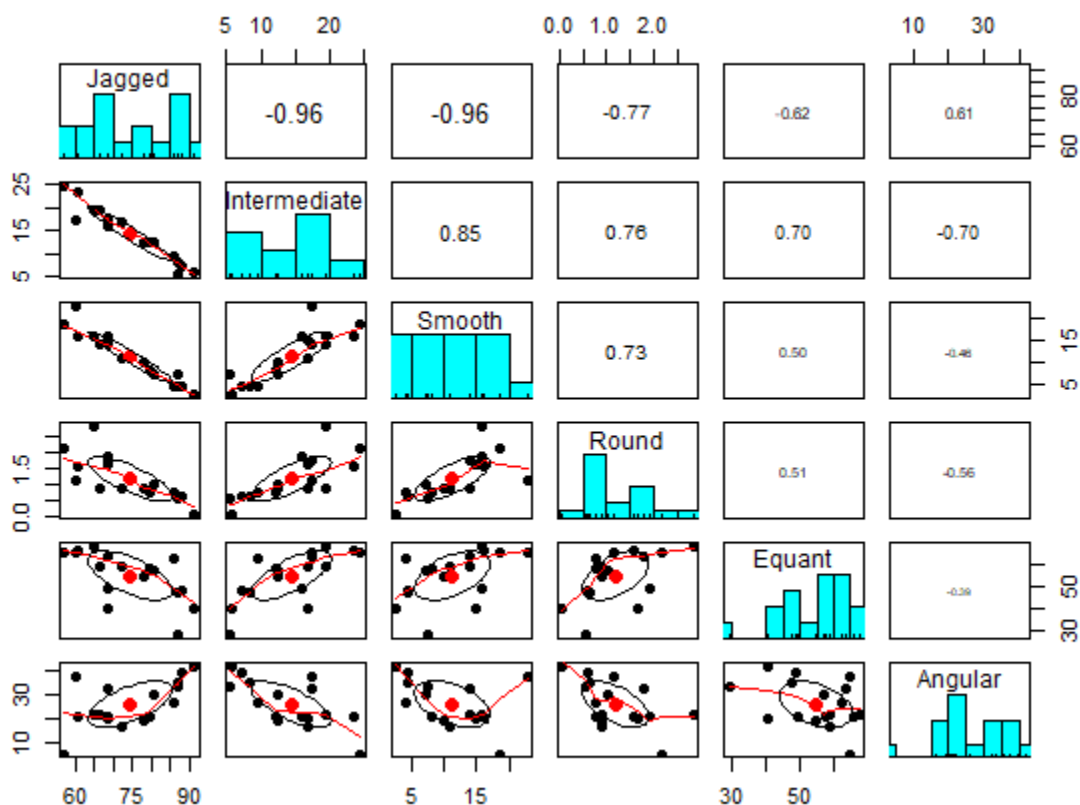 5 10 20 0.0 1.0 2.0 10 30
Jagged -0.96 -0.96 -0.77 -0.62 0.61 60 80
5 15 25 Intermediate 0.85 0.76 0.70 -0.70
Smooth 0.73 0.50 -0.46 5 15
0.0 1.5 Round 0.51 -0.56
Equant -0.39 30 50
10 30 Angular
60 75 90 5 15 30 50